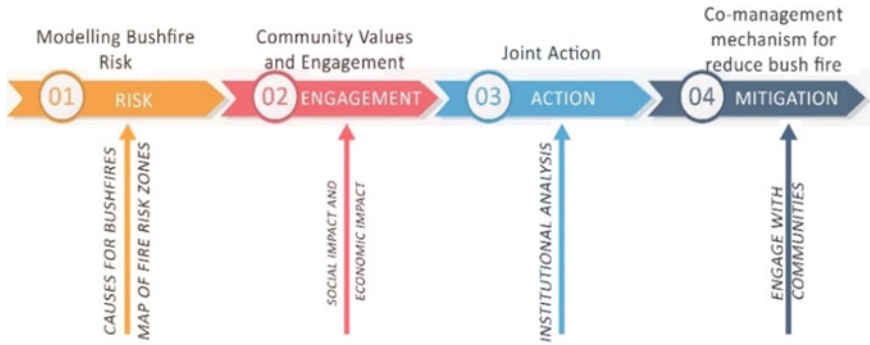 Modelling Bushfire
Risk
01
RISK
CAUSES FOR BUSHFIRES
MAP OF FIRE RISK ZONES
Community Values
and Engagement
02
ENGAGEMENT
SOCIAL IMPACT AND
ECONOMIC IMPACT
Joint Action
03
ACTION
INSTITUTIONAL ANALYSIS
Co-management
mechanism for
reduce bush fire
04
MITIGATION
ENGAGE WITH
COMMUNITIES